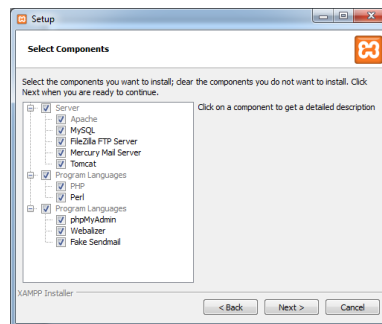 Setup
Select Components
Select the components you want to install; clear the components you do not want to install. Click
Next when you are ready to continue.
Server
Apache
MySQL
FileZilla FTP Server
Mercury Mail Server
Tomcat
Program Languages
PHP
Perl
Program Languages
phpMyAdmin
Webalizer
Fake Sendmail
Click on a component to get a detailed description
XAMPP Installer
< Back
Next >
Cancel